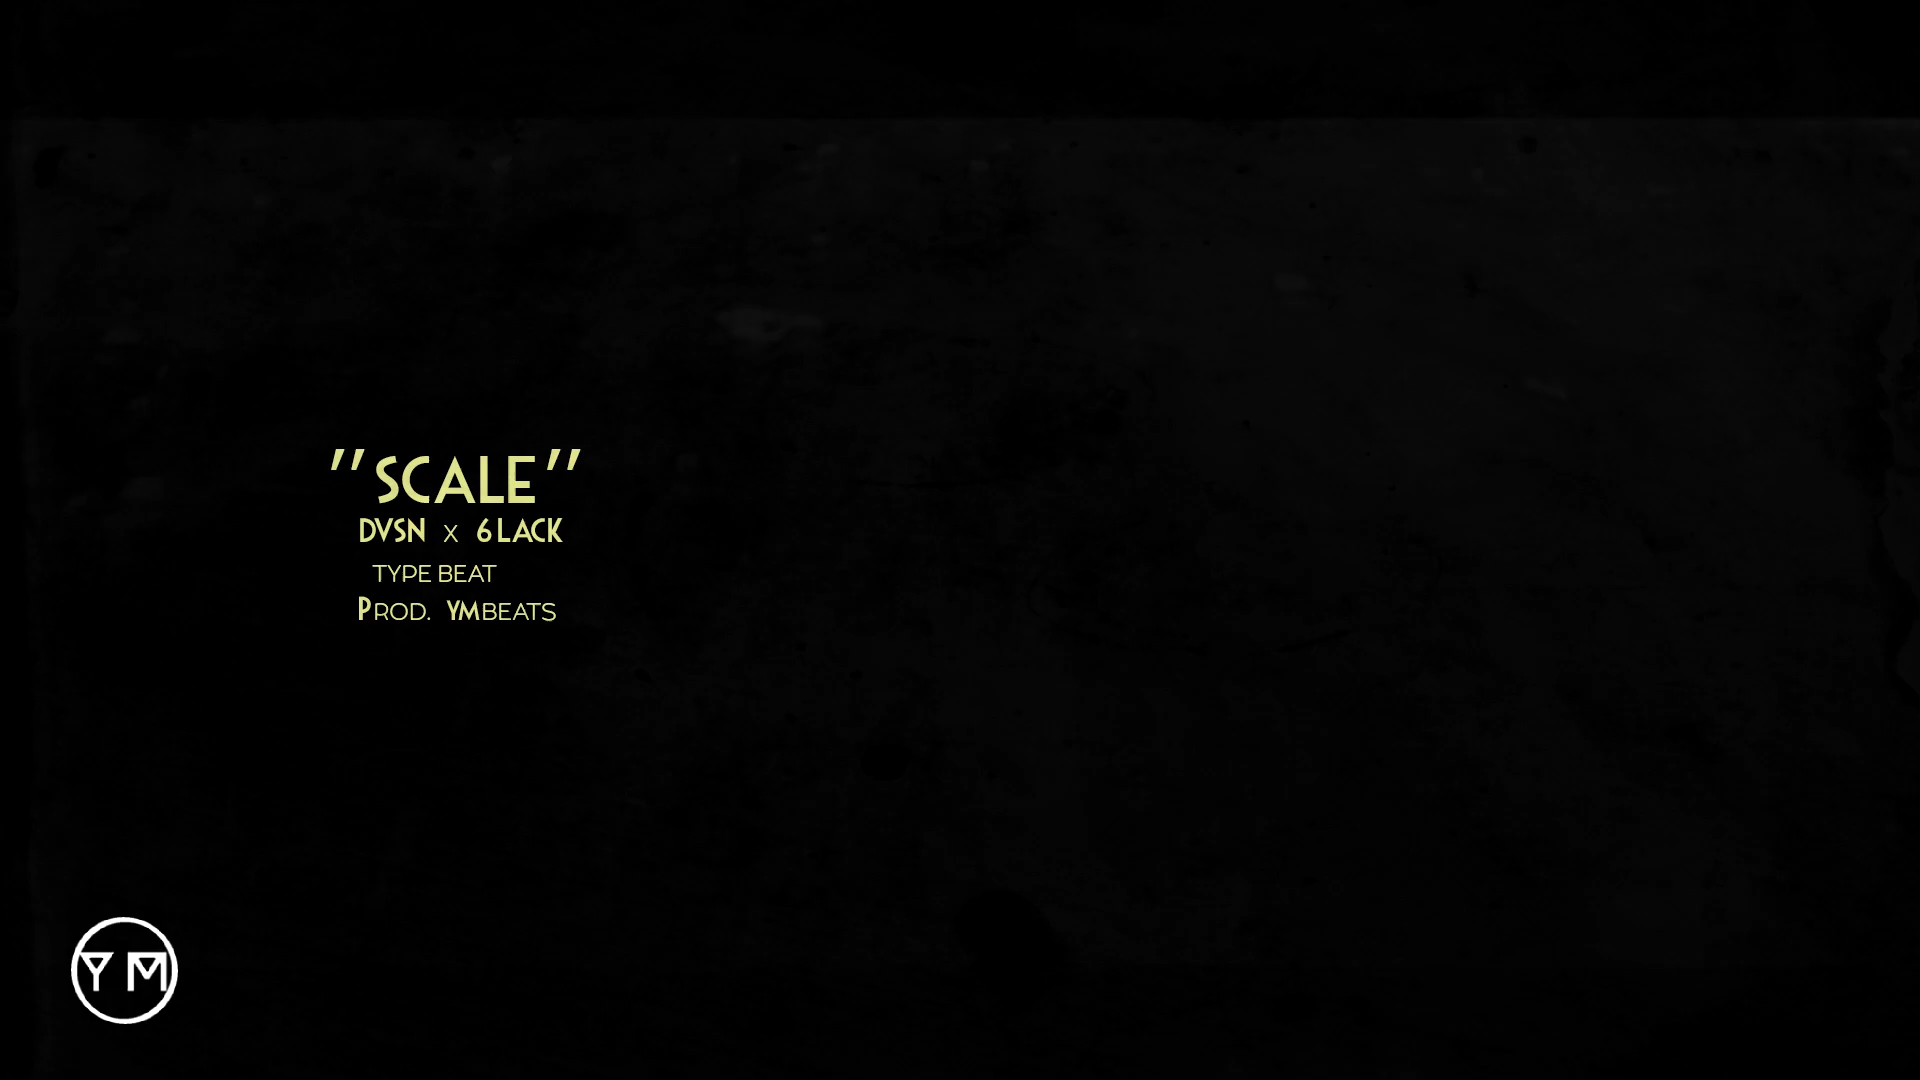 "SCALE"
DVSN x 6LACK
TYPE BEAT
PROD. YMBEATS
YM